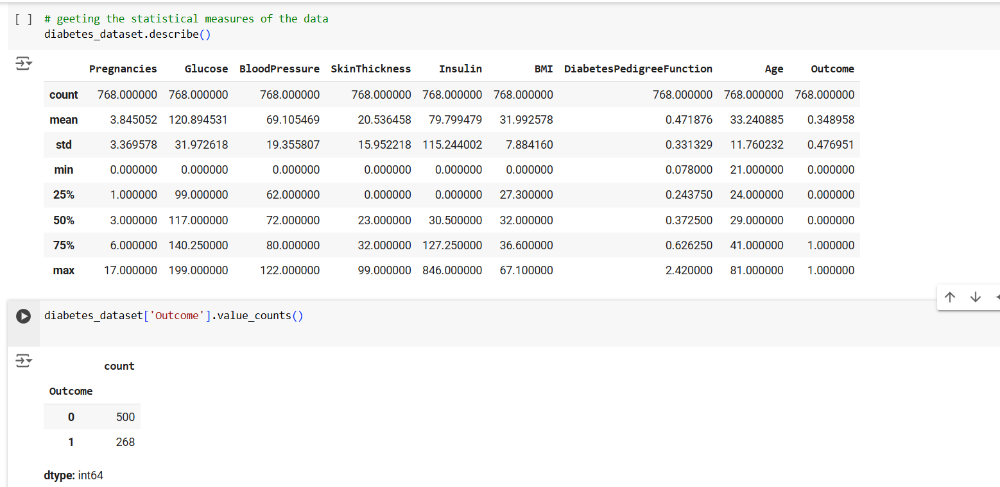 [ ] # geeting the statistical measures of the data
diabetes_dataset.describe()
Pregnancies Glucose BloodPressure SkinThickness Insulin BMI DiabetesPedigreeFunction Age Outcome
count 768.000000 768.000000 768.000000 768.000000 768.000000 768.000000 768.000000 768.000000 768.000000
mean 3.845052 120.894531 69.105469 20.536458 79.799479 31.992578 0.471876 33.240885 0.348958
std 3.369578 31.972618 19.355807 15.952218 115.244002 7.884160 0.331329 11.760232 0.476951
min 0.000000 0.000000 0.000000 0.000000 0.000000 0.000000 0.078000 21.000000 0.000000
25% 1.000000 99.000000 62.000000 0.000000 0.000000 27.300000 0.243750 24.000000 0.000000
50% 3.000000 117.000000 72.000000 23.000000 30.500000 32.000000 0.372500 29.000000 0.000000
75% 6.000000 140.250000 80.000000 32.000000 127.250000 36.600000 0.626250 41.000000 1.000000
max 17.000000 199.000000 122.000000 99.000000 846.000000 67.100000 2.420000 81.000000 1.000000
diabetes_dataset['Outcome'].value_counts()
count
Outcome
0 500
1 268
dtype: int64